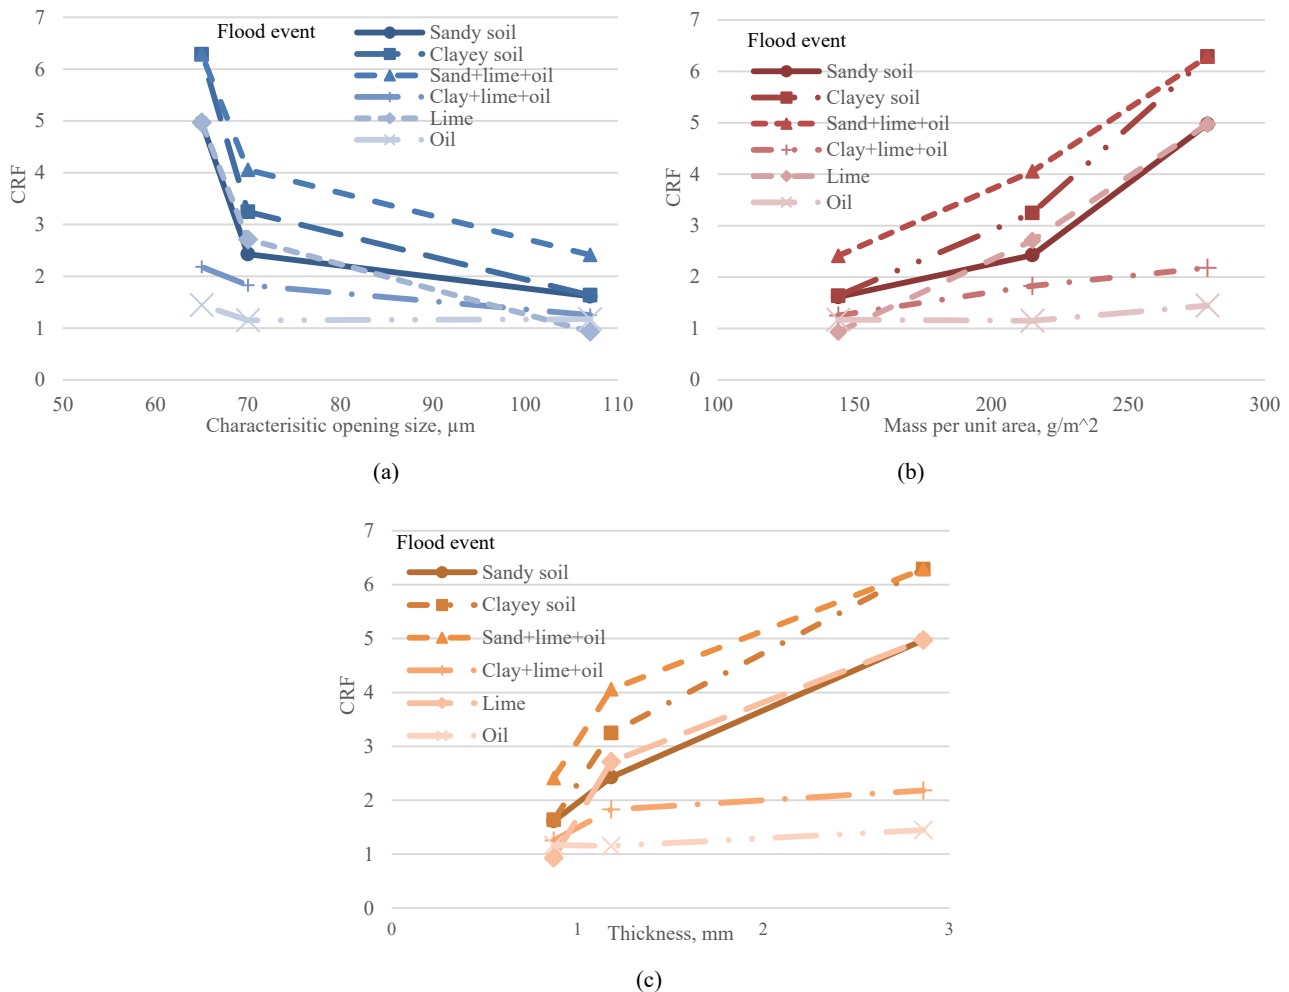 7
6
5
4
3
2
1
0
CRF
Flood event
Sandy soil
Clayey soil
Sand+lime+oil
Clay+lime+oil
Lime
Oil
50 60 70 80 90 100 110
Characterisitic opening size, µm
(a)
7
6
5
4
3
2
1
0
CRF
Flood event
Sandy soil
Clayey soil
Sand+lime+oil
Clay+lime+oil
Lime
Oil
100 150 200 250 300
Mass per unit area, g/m^2
(b)
7
6
5
4
3
2
1
0
CRF
Flood event
Sandy soil
Clayey soil
Sand+lime+oil
Clay+lime+oil
Lime
Oil
0 1 2 3
Thickness, mm
(c)